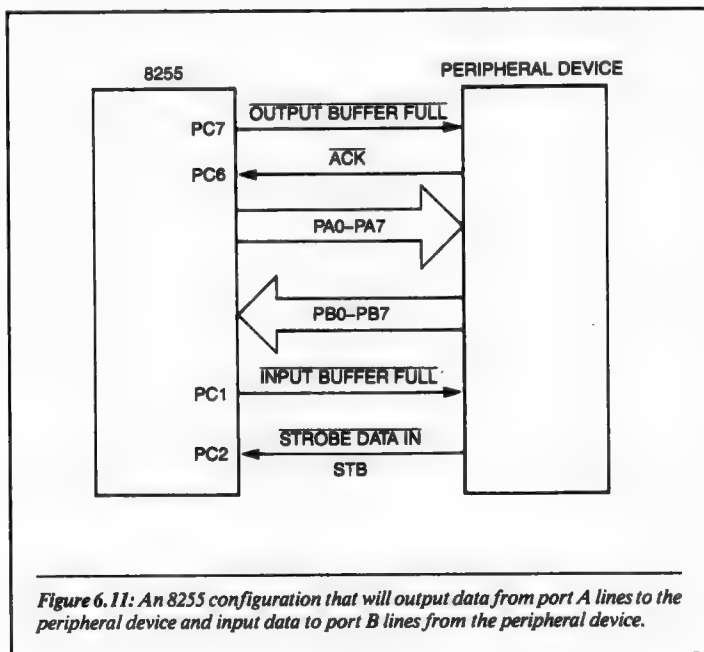 8255
PERIPHERAL DEVICE
PC7
OUTPUT BUFFER FULL
PC6
ACK
PA0–PA7
PB0–PB7
PC1
INPUT BUFFER FULL
PC2
STROBE DATA IN
STB
Figure 6.11: An 8255 configuration that will output data from port A lines to the
peripheral device and input data to port B lines from the peripheral device.